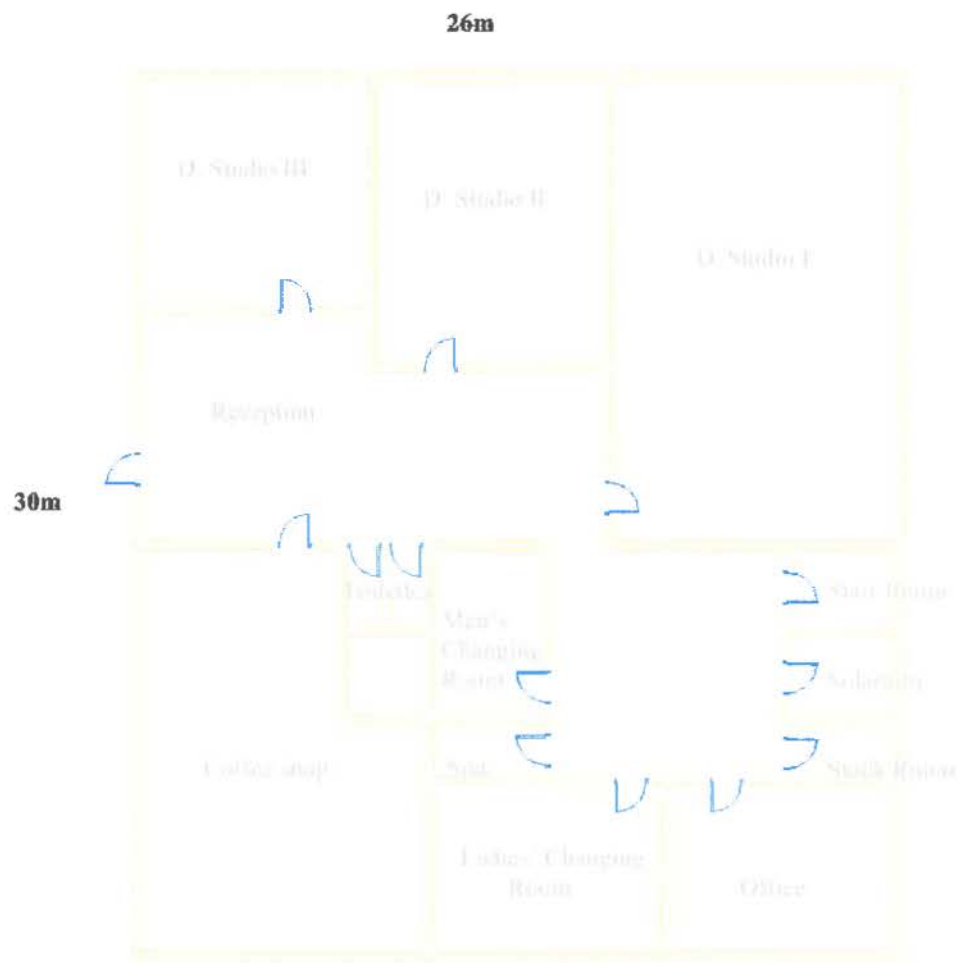 26m
D. Studio III
D. Studio II
D. Studio I
Reception
30m
Toilets
Staff Room
Men's
Changing
Room
Solarium
Coffee shop
Spa
Stock Room
Ladies' Changing
Room
Office